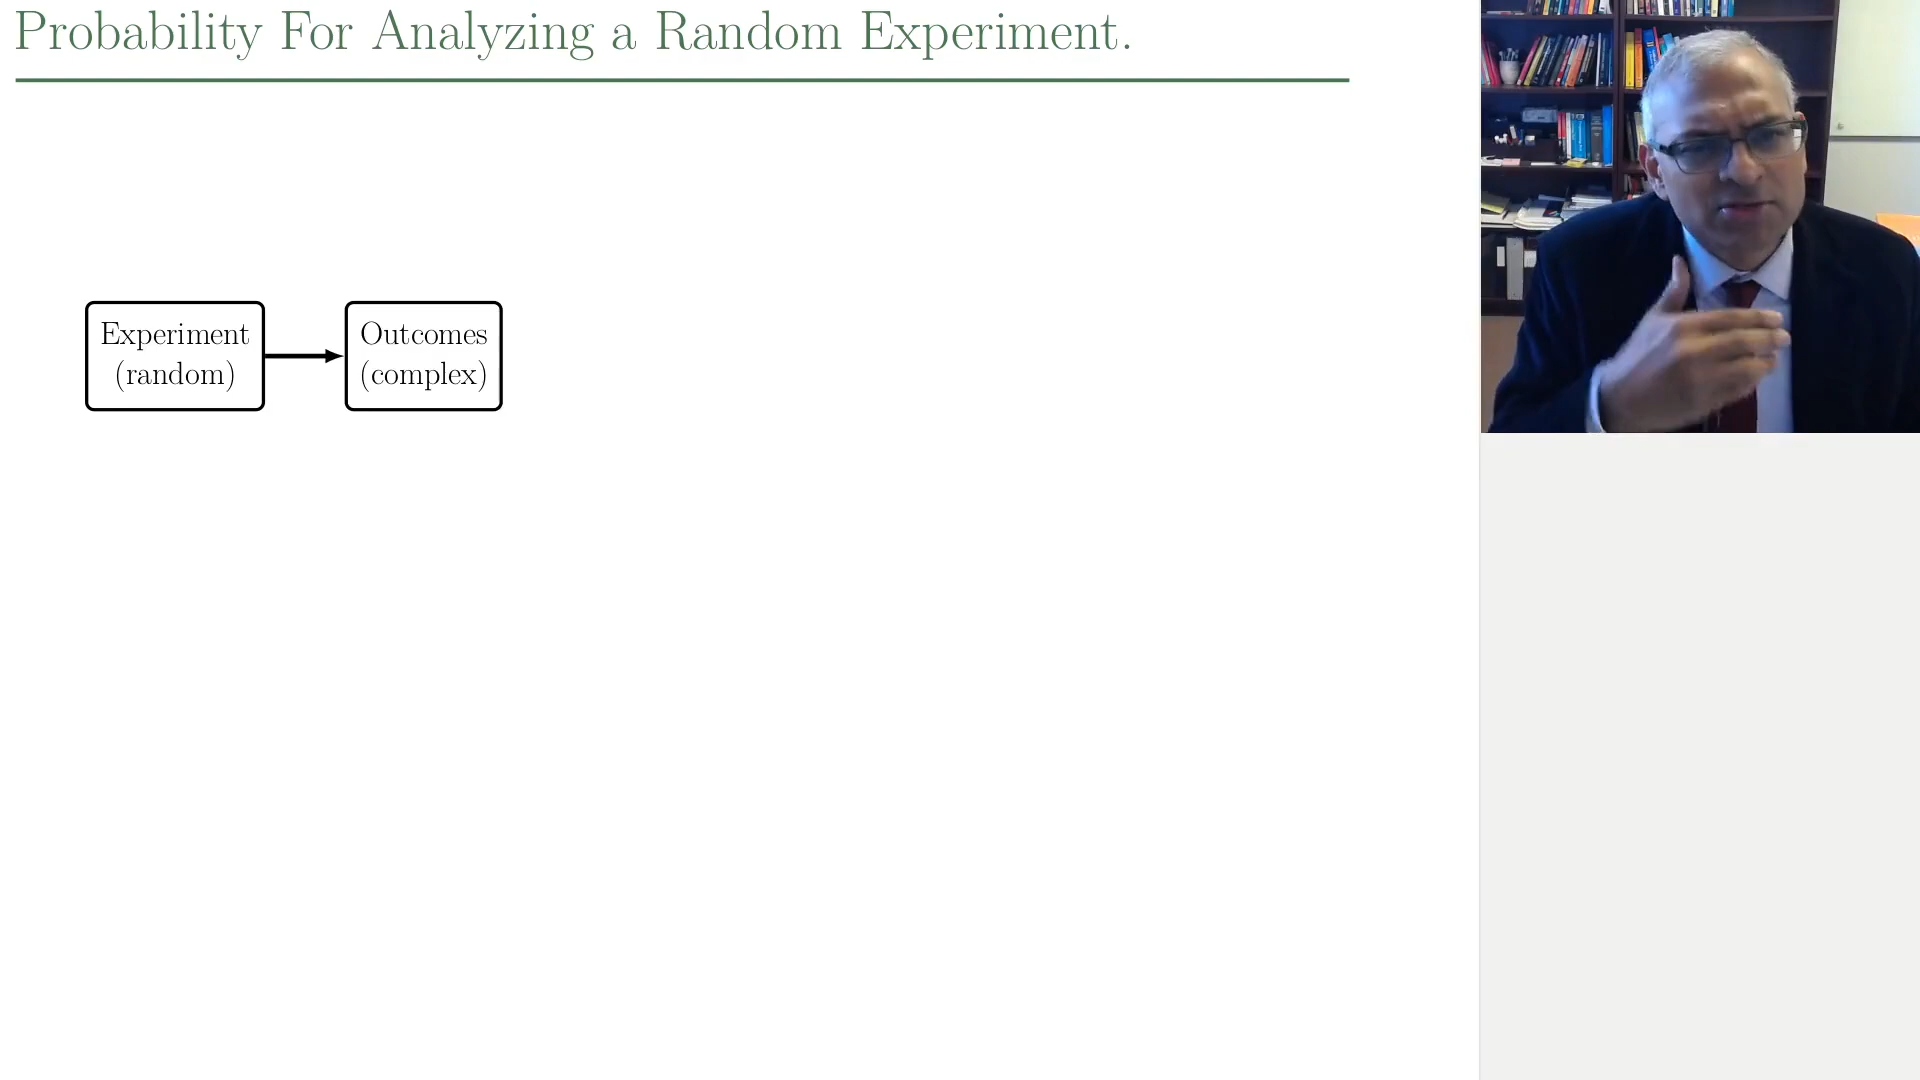 Probability For Analyzing a Random Experiment.
Experiment
(random)
Outcomes
(complex)